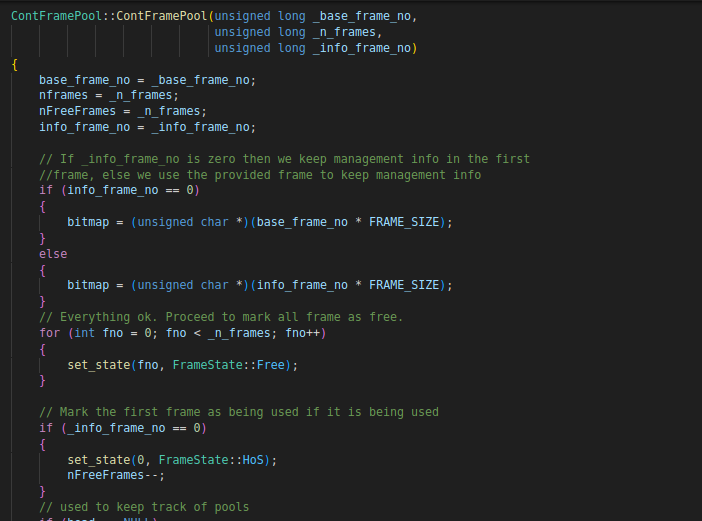 ContFramePool::ContFramePool(unsigned long _base_frame_no,
                             unsigned long _n_frames,
                             unsigned long _info_frame_no)
{
    base_frame_no = _base_frame_no;
    nframes = _n_frames;
    nFreeFrames = _n_frames;
    info_frame_no = _info_frame_no;

    // If _info_frame_no is zero then we keep management info in the first
    //frame, else we use the provided frame to keep management info
    if (info_frame_no == 0)
    {
        bitmap = (unsigned char *)(base_frame_no * FRAME_SIZE);
    }
    else
    {
        bitmap = (unsigned char *)(info_frame_no * FRAME_SIZE);
    }
    // Everything ok. Proceed to mark all frame as free.
    for (int fno = 0; fno < _n_frames; fno++)
    {
        set_state(fno, FrameState::Free);
    }

    // Mark the first frame as being used if it is being used
    if (_info_frame_no == 0)
    {
        set_state(0, FrameState::HoS);
        nFreeFrames--;
    }
    // used to keep track of pools